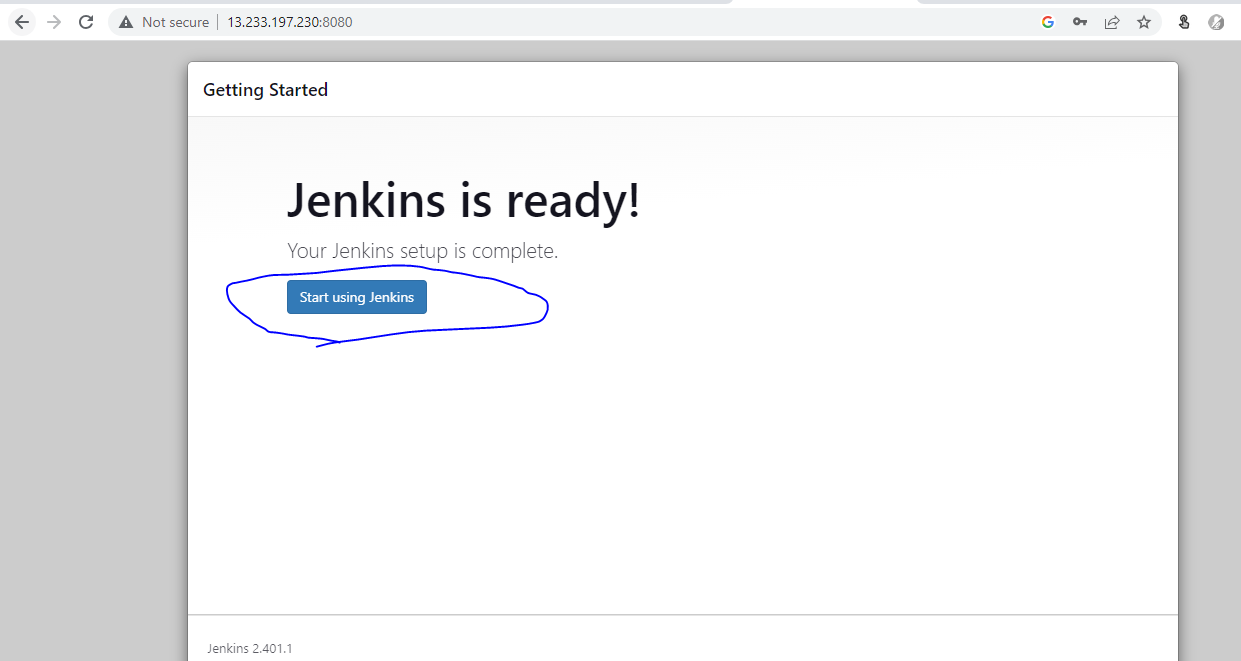 Not secure 13.233.197.230:8080
Getting Started
Jenkins is ready!
Your Jenkins setup is complete.
Start using Jenkins
Jenkins 2.401.1